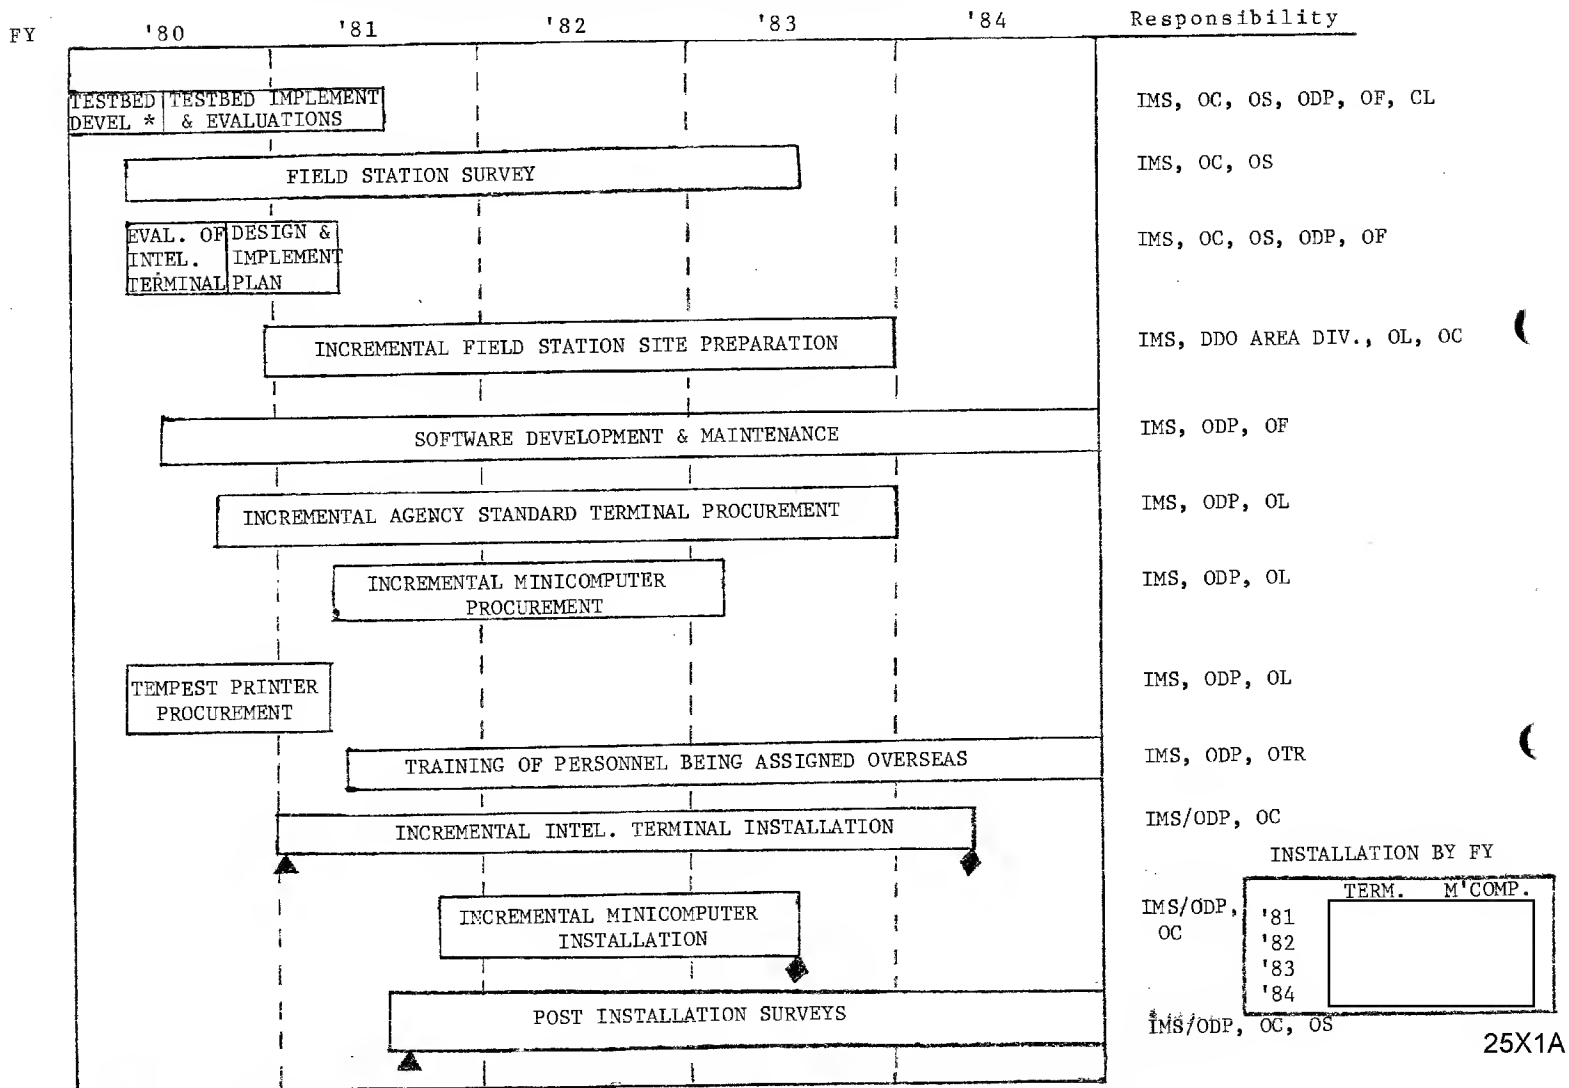 FY '80 '81 '82 '83 '84 Responsibility
TESTBED TESTBED IMPLEMENT
DEVEL * & EVALUATIONS
IMS, OC, OS, ODP, OF, CL
FIELD STATION SURVEY
IMS, OC, OS
EVAL. OF DESIGN &
INTEL. IMPLEMENT
TERMINAL PLAN
IMS, OC, OS, ODP, OF
INCREMENTAL FIELD STATION SITE PREPARATION
IMS, DDO AREA DIV., OL, OC
SOFTWARE DEVELOPMENT & MAINTENANCE
IMS, ODP, OF
INCREMENTAL AGENCY STANDARD TERMINAL PROCUREMENT
IMS, ODP, OL
INCREMENTAL MINICOMPUTER
PROCUREMENT
IMS, ODP, OL
TEMPEST PRINTER
PROCUREMENT
IMS, ODP, OL
TRAINING OF PERSONNEL BEING ASSIGNED OVERSEAS
IMS, ODP, OTR
INCREMENTAL INTEL. TERMINAL INSTALLATION
IMS/ODP, OC
INCREMENTAL MINICOMPUTER
INSTALLATION
IMS/ODP,
OC
INSTALLATION BY FY
TERM. M'COMP.
'81
'82
'83
'84
POST INSTALLATION SURVEYS
IMS/ODP, OC, OS
25X1A